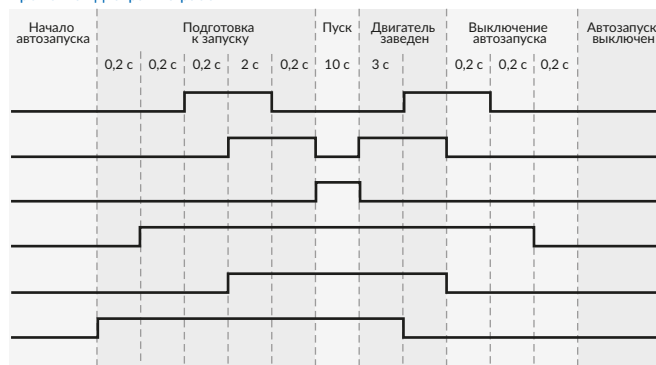 Начало
автозапуска
Подготовка
к запуску
Пуск
Двигатель
заведен
Выключение
автозапуска
Автозапуск
выключен
0,2 с 0,2 с 0,2 с 2 с 0,2 с 10 с 3 с 0,2 с 0,2 с 0,2 с